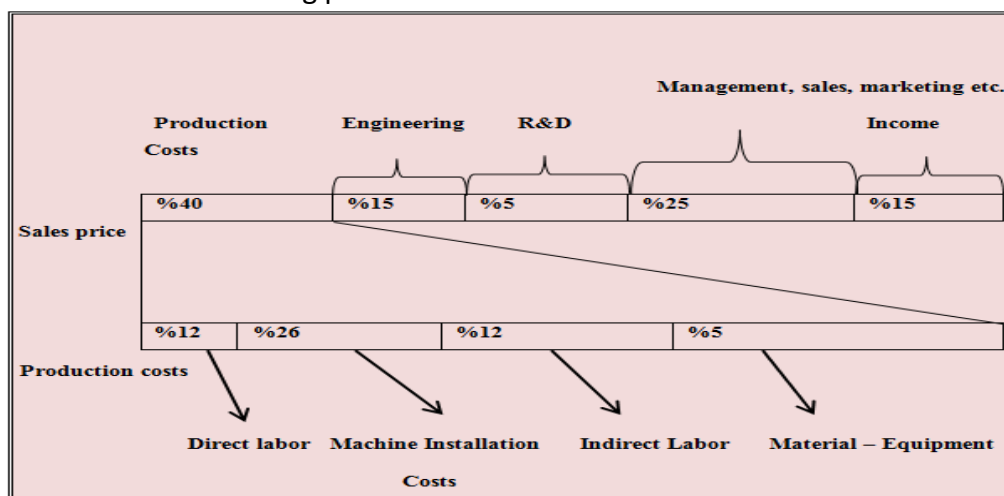 Management, sales, marketing etc.
Production Engineering R&D Income
Costs
%40 %15 %5 %25 %15
Sales price
%12 %26 %12 %5
Production costs
Direct labor Machine Installation Indirect Labor Material – Equipment
Costs